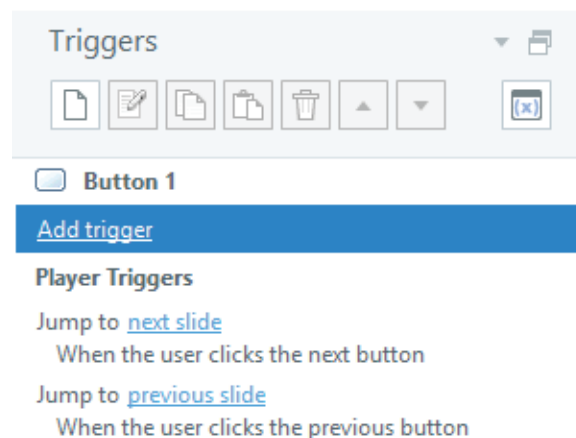 Triggers
(x)
Button 1
Add trigger
Player Triggers
Jump to next slide
When the user clicks the next button
Jump to previous slide
When the user clicks the previous button